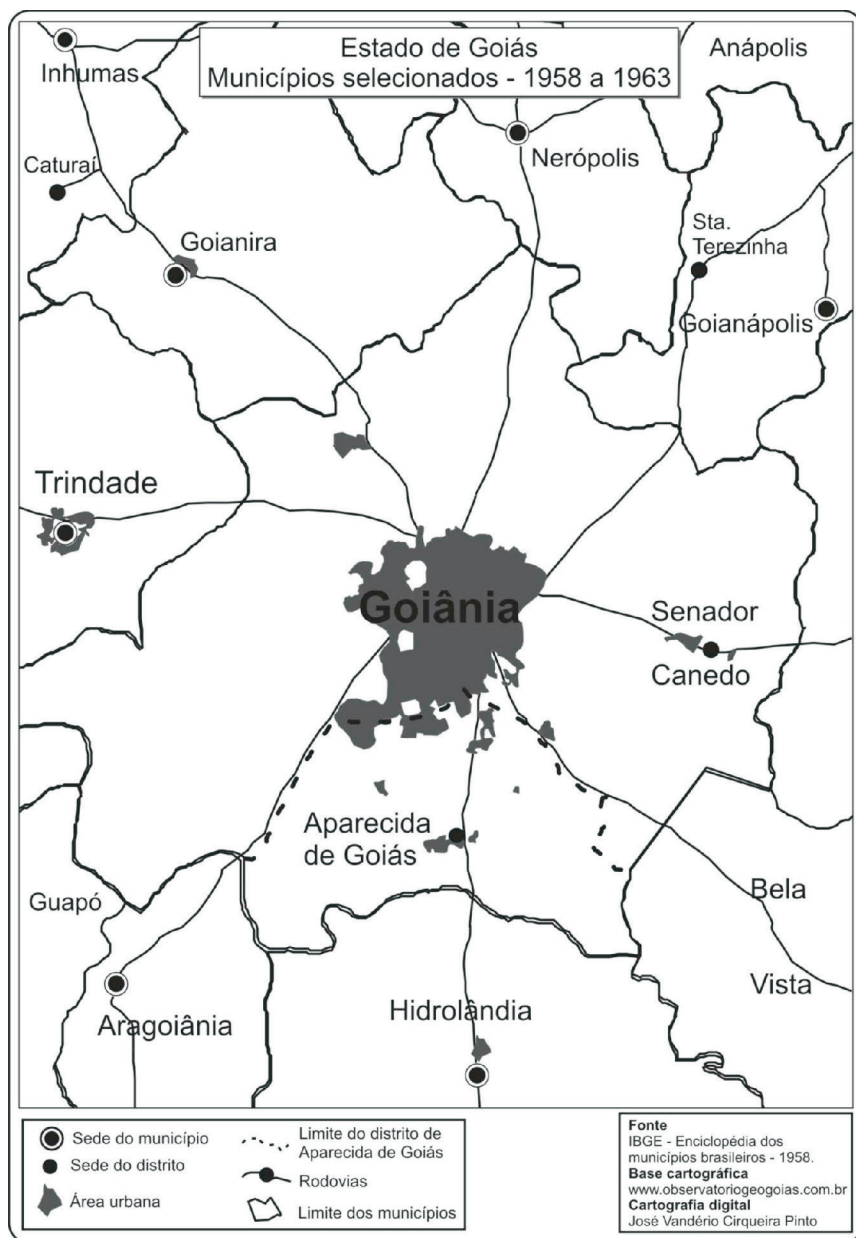 Estado de Goiás
Municípios selecionados - 1958 a 1963
Anápolis
Inhumas
Nerópolis
Caturaí
Sta.
Terezinha
Goianira
Goianápolis
Trindade
Goiânia
Senador
Canedo
Aparecida
de Goiás
Guapó
Bela
Vista
Aragoiânia
Hidrolândia
Sede do município
Sede do distrito
Área urbana
Limite do distrito de
Aparecida de Goiás
Rodovias
Limite dos municípios
Fonte
IBGE - Enciclopédia dos
municípios brasileiros - 1958.
Base cartográfica
www.observatoriogeogoias.com.br
Cartografia digital
José Vandério Cirqueira Pinto